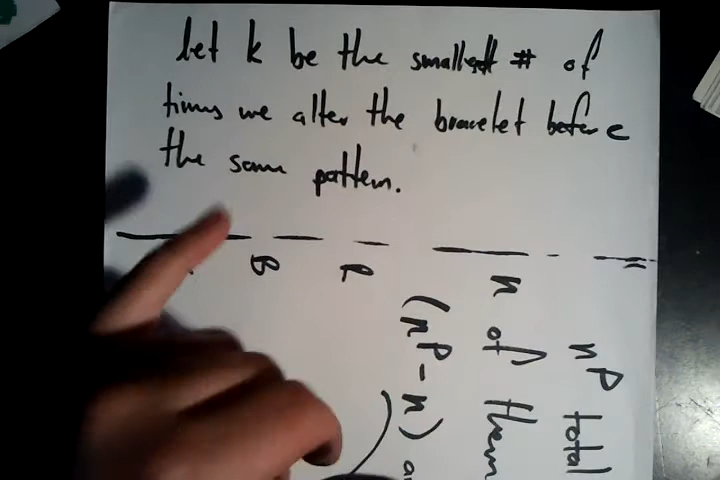 let k be the smallest # of
times we alter the bracelet before
the same pattern.
B R
n^p total
n of them
(n^p - n)